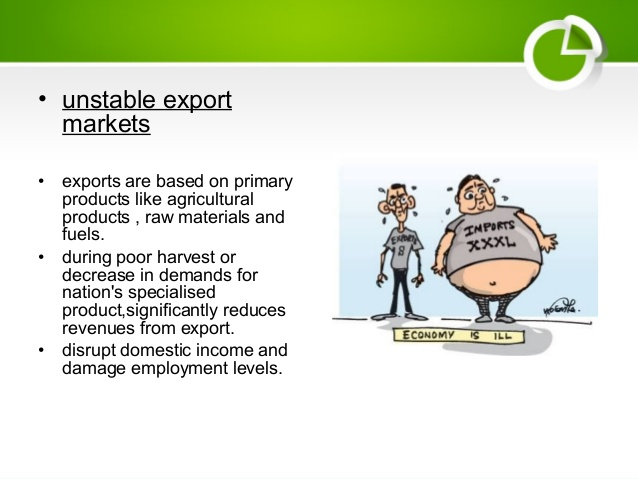 • unstable export
markets
• exports are based on primary
products like agricultural
products , raw materials and
fuels.
• during poor harvest or
decrease in demands for
nation's specialised
product,significantly reduces
revenues from export.
• disrupt domestic income and
damage employment levels.
EXPORTS
S
IMPORTS
XXXL
ECONOMY IS ILL